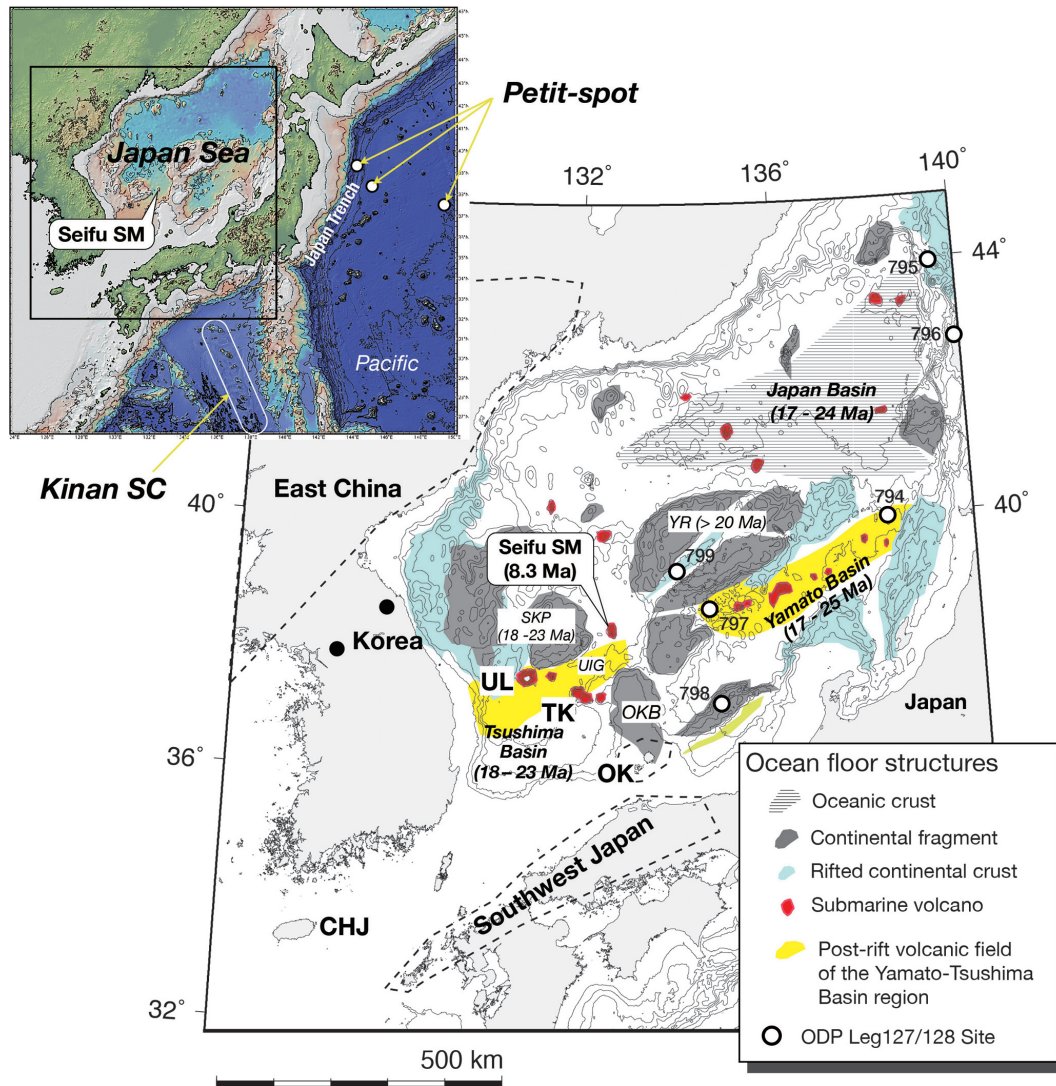 Petit-spot
Japan Sea
Seifu SM
Japan Trench
Pacific
Kinan SC
132°
136°
140°
44°
795
796
Japan Basin
(17 - 24 Ma)
East China
40°
40°
794
YR (> 20 Ma)
799
Seifu SM
(8.3 Ma)
Yamato Basin
(17 - 25 Ma)
797
SKP
(18 -23 Ma)
Korea
UIG
UL
TK
OKB
798
Japan
Tsushima
Basin
(18 – 23 Ma)
36°
OK
Southwest Japan
CHJ
32°
500 km
Ocean floor structures
Oceanic crust
Continental fragment
Rifted continental crust
Submarine volcano
Post-rift volcanic field
of the Yamato-Tsushima
Basin region
ODP Leg127/128 Site